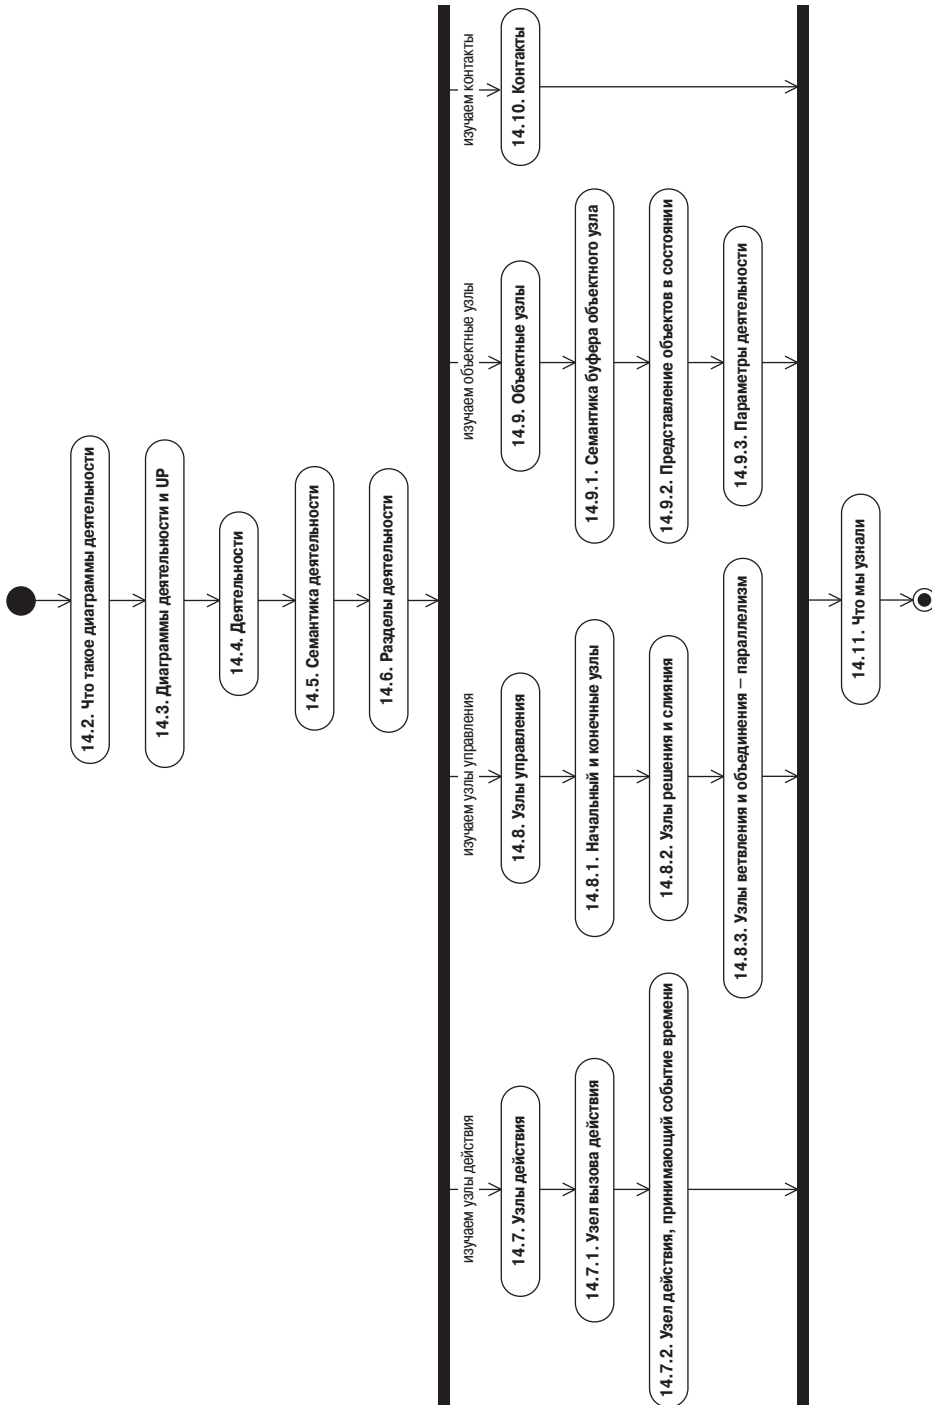 14.2. Что такое диаграммы деятельности
14.3. Диаграммы деятельности и UP
14.4. Деятельности
14.5. Семантика деятельности
14.6. Разделы деятельности
изучаем узлы действия
14.7. Узлы действия
14.7.1. Узел вызова действия
14.7.2. Узел действия, принимающий событие времени
изучаем узлы управления
14.8. Узлы управления
14.8.1. Начальный и конечные узлы
14.8.2. Узлы решения и слияния
14.8.3. Узлы ветвления и объединения – параллелизм
изучаем объектные узлы
14.9. Объектные узлы
14.9.1. Семантика буфера объектного узла
14.9.2. Представление объектов в состоянии
14.9.3. Параметры деятельности
изучаем контакты
14.10. Контакты
14.11. Что мы узнали